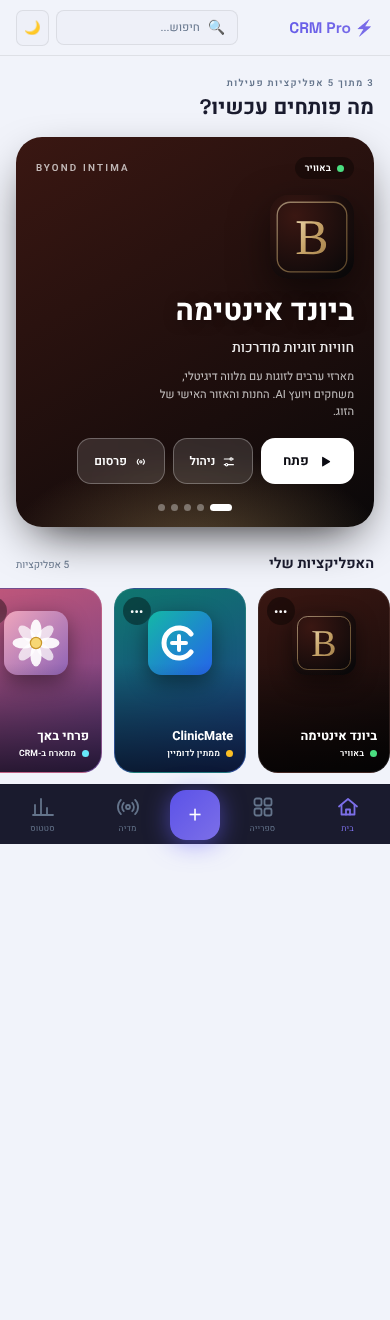 CRM Pro
חיפוש...
3 מתוך 5 אפליקציות פעילות
מה פותחים עכשיו?
באוויר
BYOND INTIMA
B
ביונד אינטימה
חוויות זוגיות מודרכות
מארזי ערבים לזוגות עם מלווה דיגיטלי,
משחקים ויועץ AI. החנות והאזור האישי של
הזוג.
פתח
ניהול
פרסום
האפליקציות שלי
5 אפליקציות
B
ביונד אינטימה
באוויר
ClinicMate
ממתין לדומיין
פרחי באך
מתארח ב-CRM
בית
ספרייה
+
מדיה
סטטוס